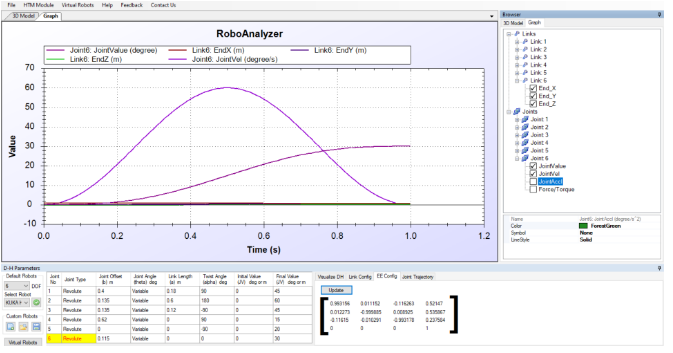 File HTM Module Virtual Robots Help Feedback Contact Us
3D Model Graph
RoboAnalyzer
Joint6: JointValue (degree) Link6: EndX (m) Link6: EndY (m)
Link6: EndZ (m) Joint6: JointVel (degree/s)
Value
70
60
50
40
30
20
10
0
-10
0.0 0.2 0.4 0.6 0.8 1.0 1.2
Time (s)
Browser
3D Model Graph
Links
Link: 1
Link: 2
Link: 3
Link: 4
Link: 5
Link: 6
End_X
End_Y
End_Z
Joints
Joint: 1
Joint: 2
Joint: 3
Joint: 4
Joint: 5
Joint: 6
JointValue
JointVel
JointAccl
Force/Torque
Name Joint6: JointAccl (degree/s^2)
Color ForestGreen
Symbol None
LineStyle Solid
D-H Parameters
Default Robots
6 DOF
Select Robot
KUKA
Custom Robots
Virtual Robots
Joint No Joint Type Joint Offset (b) m Joint Angle (theta) deg Link Length (a) m Twist Angle (alpha) deg Initial Value (JV) deg or m Final Value (JV) deg or m
1 Revolute 0.4 Variable 0.18 90 0 45
2 Revolute 0.135 Variable 0.6 180 0 60
3 Revolute 0.135 Variable 0.12 -90 0 45
4 Revolute 0.62 Variable 0 90 0 15
5 Revolute 0 Variable 0 -90 0 20
6 Revolute 0.115 Variable 0 0 0 30
Visualize DH Link Config EE Config Joint Trajectory
Update
0.993156 0.011152 -0.116263 0.52147
0.012273 -0.999885 0.008925 0.535867
-0.11615 -0.010291 -0.993178 0.237584
0 0 0 1